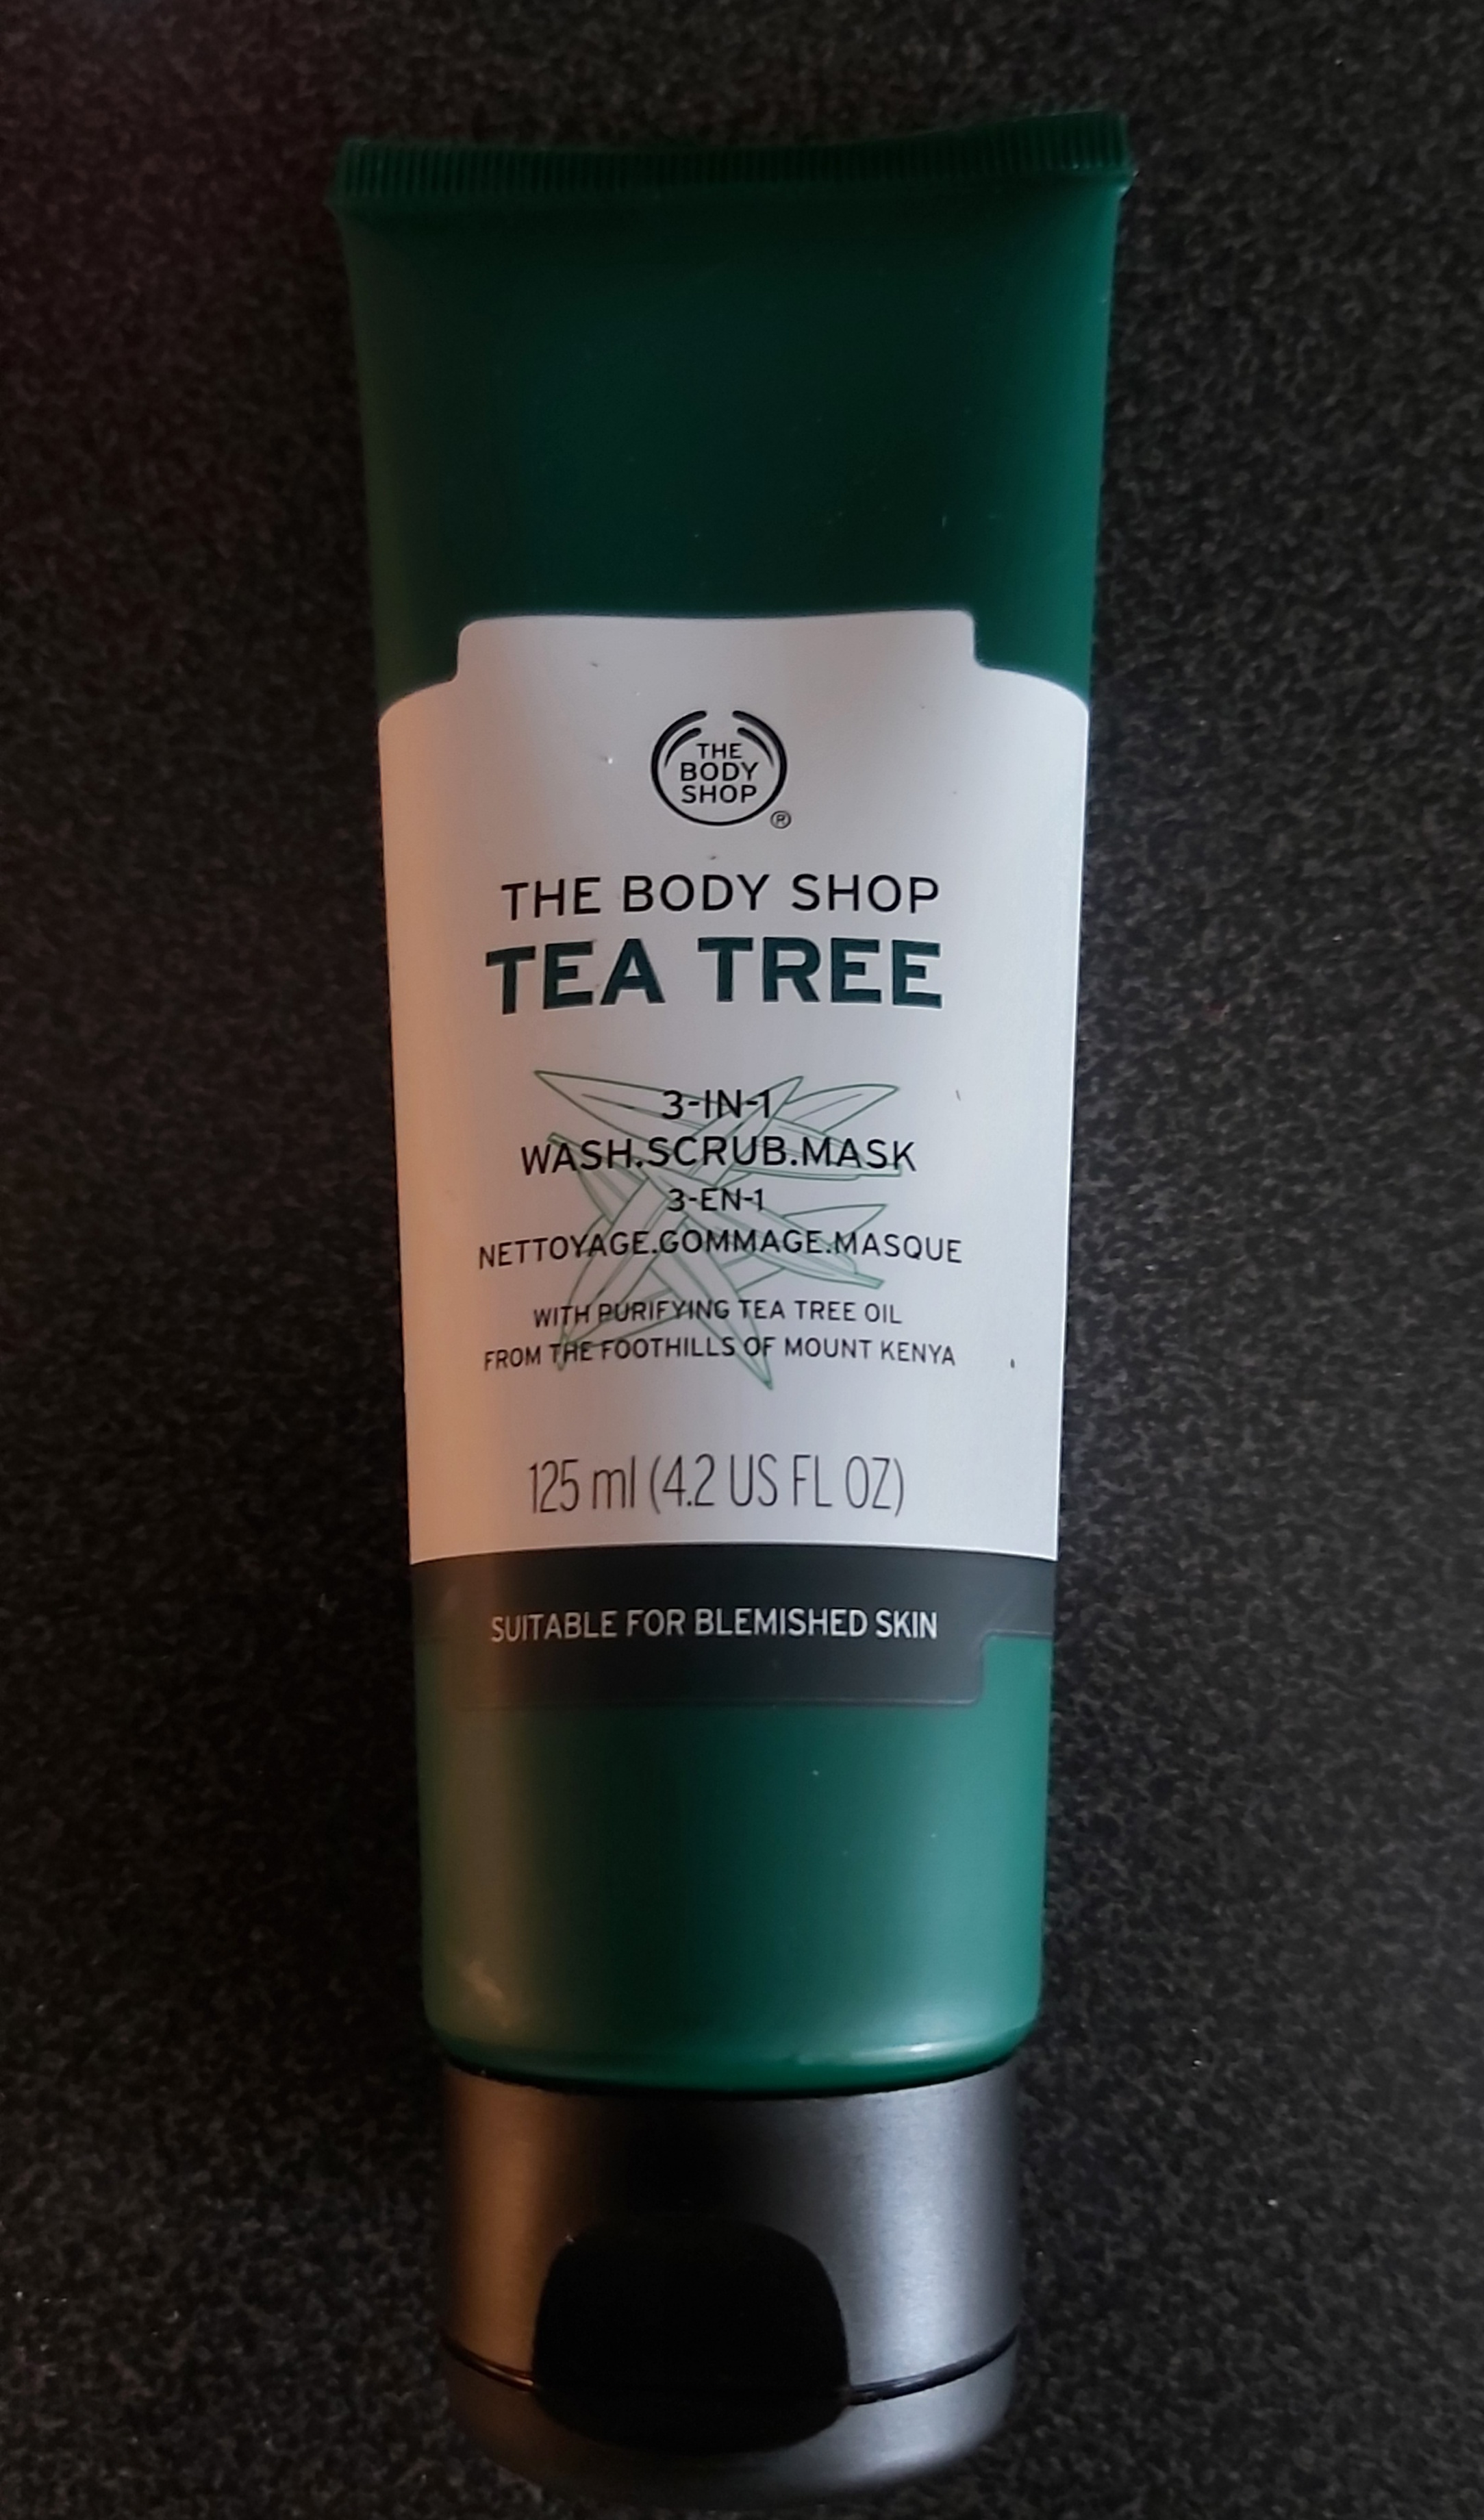 THE
BODY
SHOP
®
THE BODY SHOP
TEA TREE
3-IN-1
WASH.SCRUB.MASK
3-EN-1
NETTOYAGE.GOMMAGE.MASQUE
WITH PURIFYING TEA TREE OIL
FROM THE FOOTHILLS OF MOUNT KENYA
125 ml (4.2 US FL OZ)
SUITABLE FOR BLEMISHED SKIN